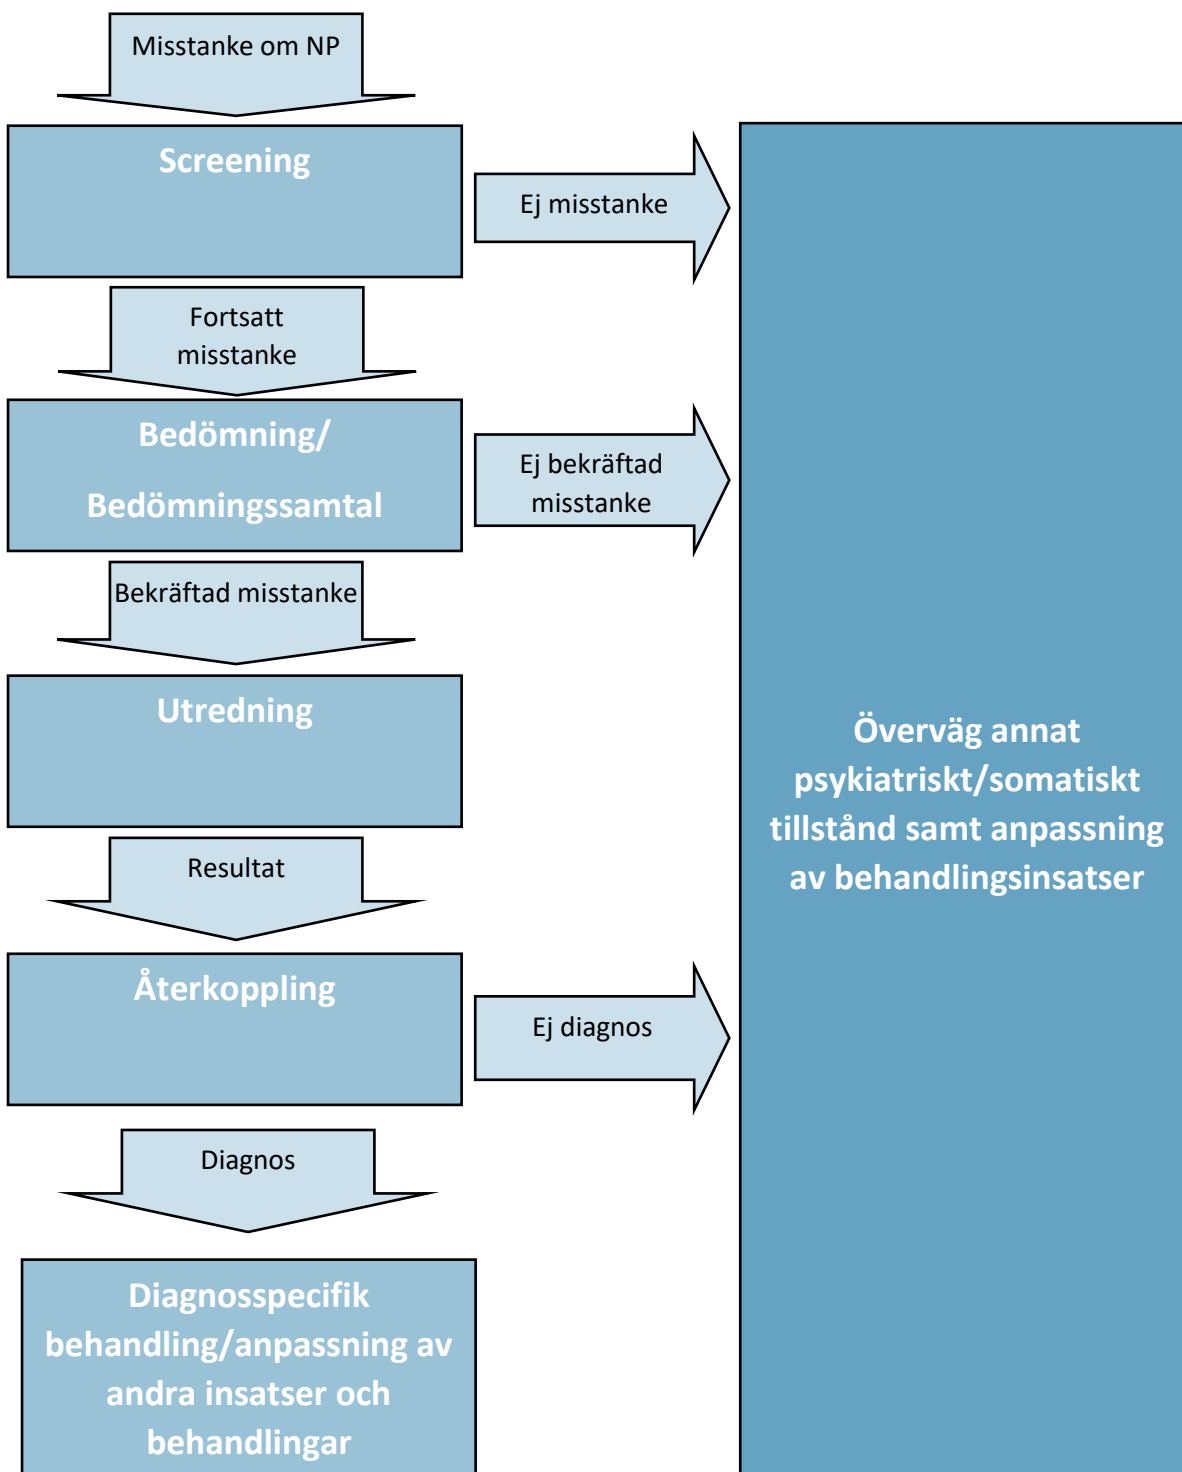 Misstanke om NP
Screening
Ej misstanke
Fortsatt
misstanke
Bedömning/
Bedömningssamtal
Ej bekräftad
misstanke
Bekräftad misstanke
Utredning
Resultat
Återkoppling
Ej diagnos
Diagnos
Diagnosspecifik
behandling/anpassning av
andra insatser och
behandlingar
Överväg annat
psykiatriskt/somatiskt
tillstånd samt anpassning
av behandlingsinsatser